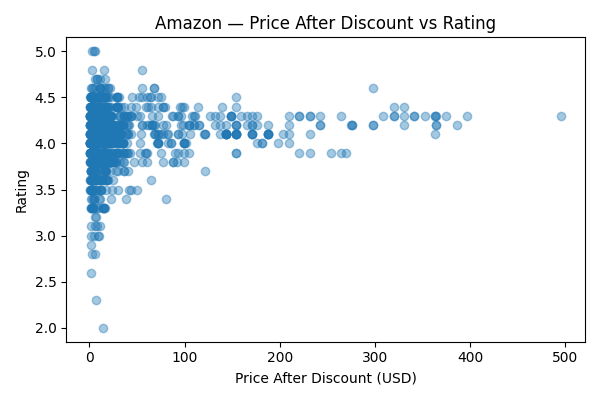 Amazon — Price After Discount vs Rating
5.0
4.5
4.0
3.5
3.0
2.5
2.0
Rating
0 100 200 300 400 500
Price After Discount (USD)